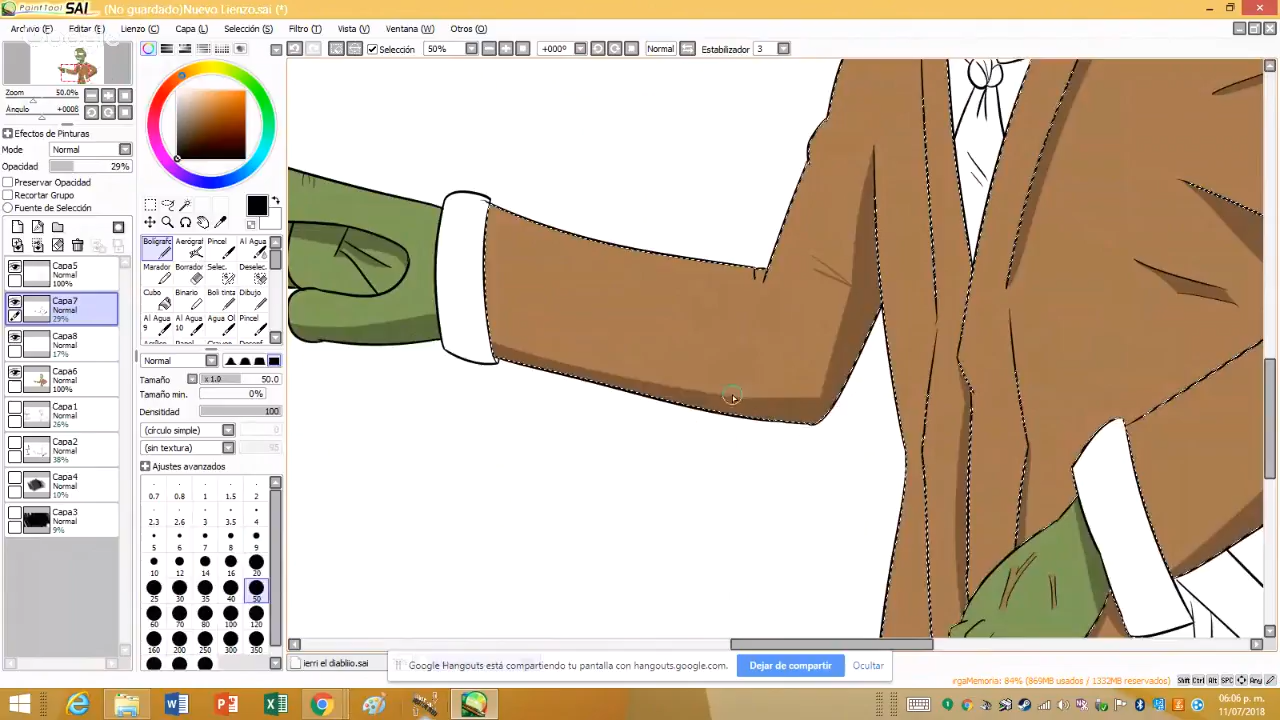 PaintTool SAI (No guardado)Nuevo Lienzo.sai (*)
Archivo (F) Editar (E) Lienzo (C) Capa (L) Selección (S) Filtro (T) Vista (V) Ventana (W) Otros (O)
Selección 50% +000º Normal Estabilizador 3
Zoom 50.0%
Ángulo +0006
Efectos de Pinturas
Mode Normal
Opacidad 29%
Preservar Opacidad
Recortar Grupo
Fuente de Selección
Capa5
Normal
100%
Capa7
Normal
29%
Capa8
Normal
17%
Capa6
Normal
100%
Capa1
Normal
26%
Capa2
Normal
38%
Capa4
Normal
10%
Capa3
Normal
9%
Bolígrafo Aerógraf Pincel Al Agua
Marador Borrador Selec. Deselec.
Cubo Binario Boli tinta Dibujo
Al Agua 9 Al Agua 10 Agua Ol Pincel
Normal
Tamaño x 1.0 50.0
Tamaño min. 0%
Densidad 100
(círculo simple) 0
(sin textura) 95
Ajustes avanzados
0.7 0.8 1 1.5 2
2.3 2.6 3 3.5 4
5 6 7 8 9
10 12 14 16 20
25 30 35 40 50
60 70 80 100 120
160 200 250 300 350
ierri el diablilio.sai
Google Hangouts está compartiendo tu pantalla con hangouts.google.com.
Dejar de compartir
Ocultar
rgaMemoria: 84% (869MB usados / 1332MB reservados)
Shift Ctrl Alt SPC Any
06:06 p. m.
11/07/2018